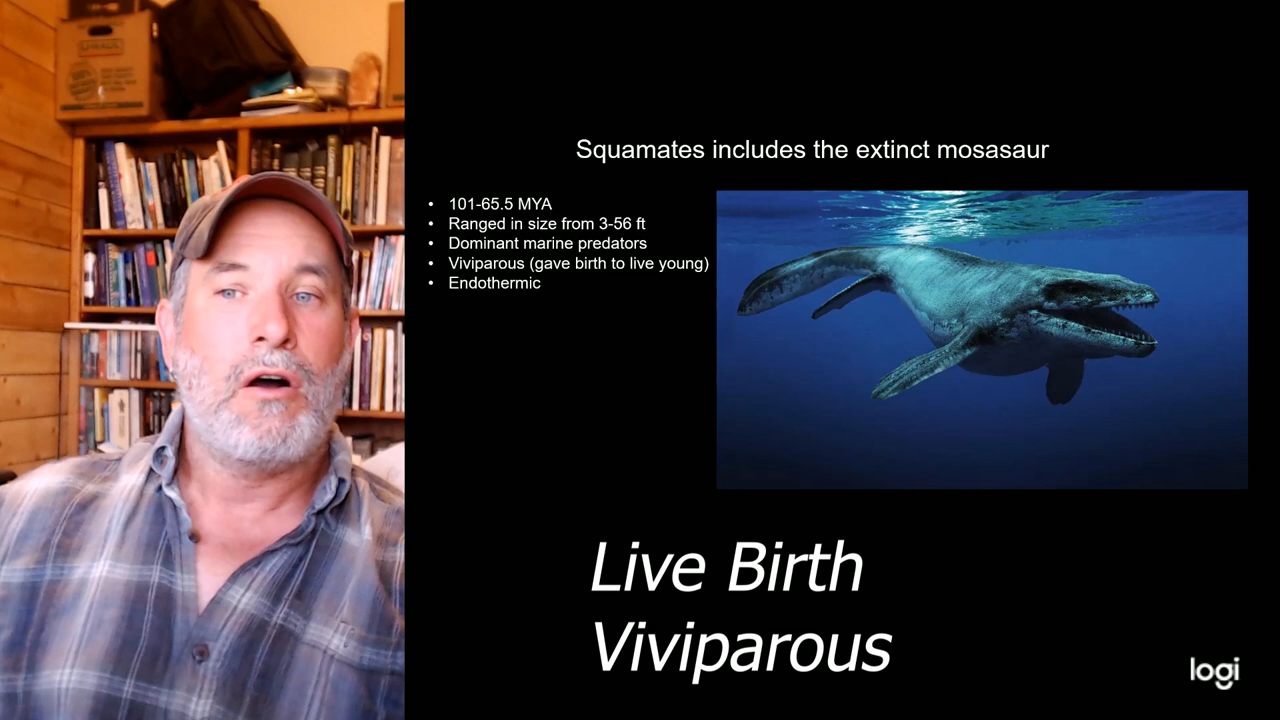 U-HAUL
Squamates includes the extinct mosasaur
• 101-65.5 MYA
• Ranged in size from 3-56 ft
• Dominant marine predators
• Viviparous (gave birth to live young)
• Endothermic
Live Birth
Viviparous
logi